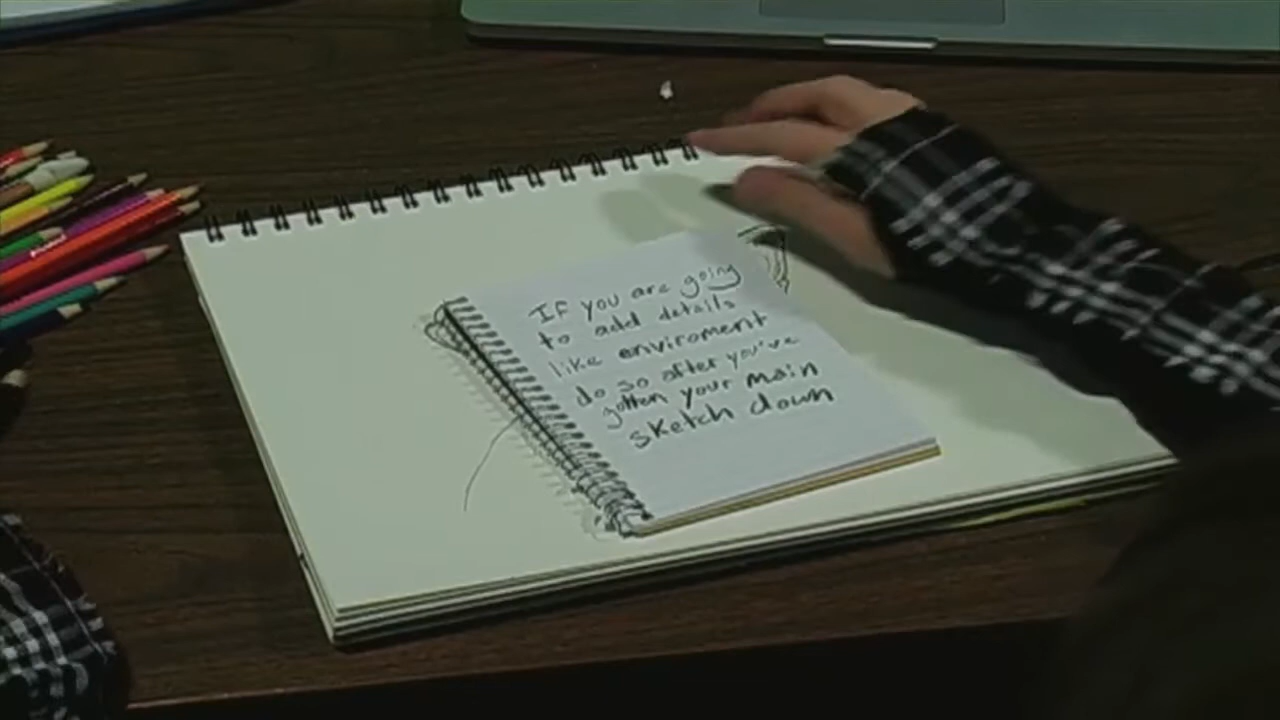 If you are going
to add details
like enviroment
do so after you've
gotten your main
sketch down